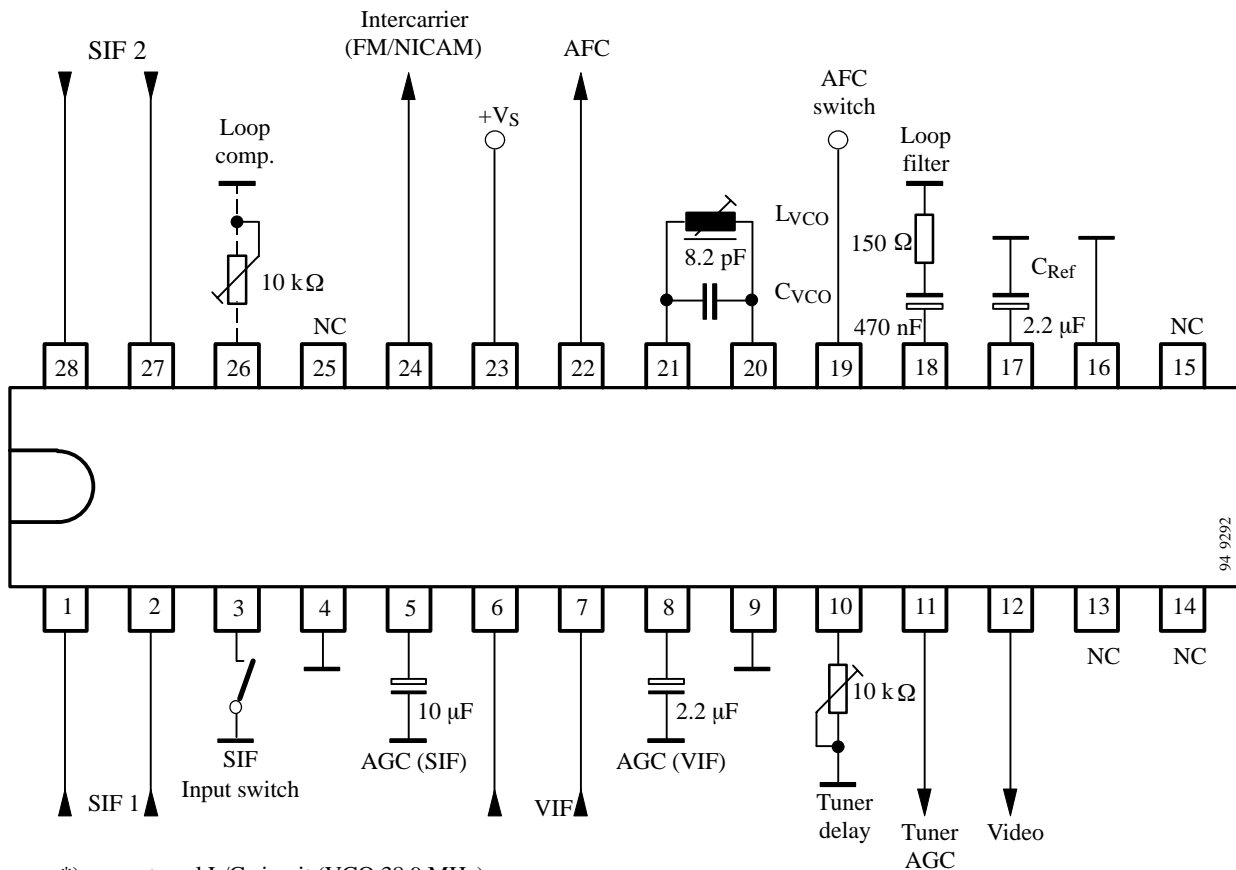 Intercarrier
(FM/NICAM)
AFC
SIF 2
AFC
switch
+VS
Loop
comp.
Loop
filter
LVCO
150 Ω
8.2 pF
CRef
10 kΩ
CVCO
NC
470 nF
2.2 µF
NC
28 27 26 25 24 23 22 21 20 19 18 17 16 15
94 9292
1 2 3 4 5 6 7 8 9 10 11 12 13 14
NC
NC
10 kΩ
10 µF
2.2 µF
SIF
Input switch
AGC (SIF)
AGC (VIF)
SIF 1
VIF
Tuner
delay
Tuner
AGC
Video